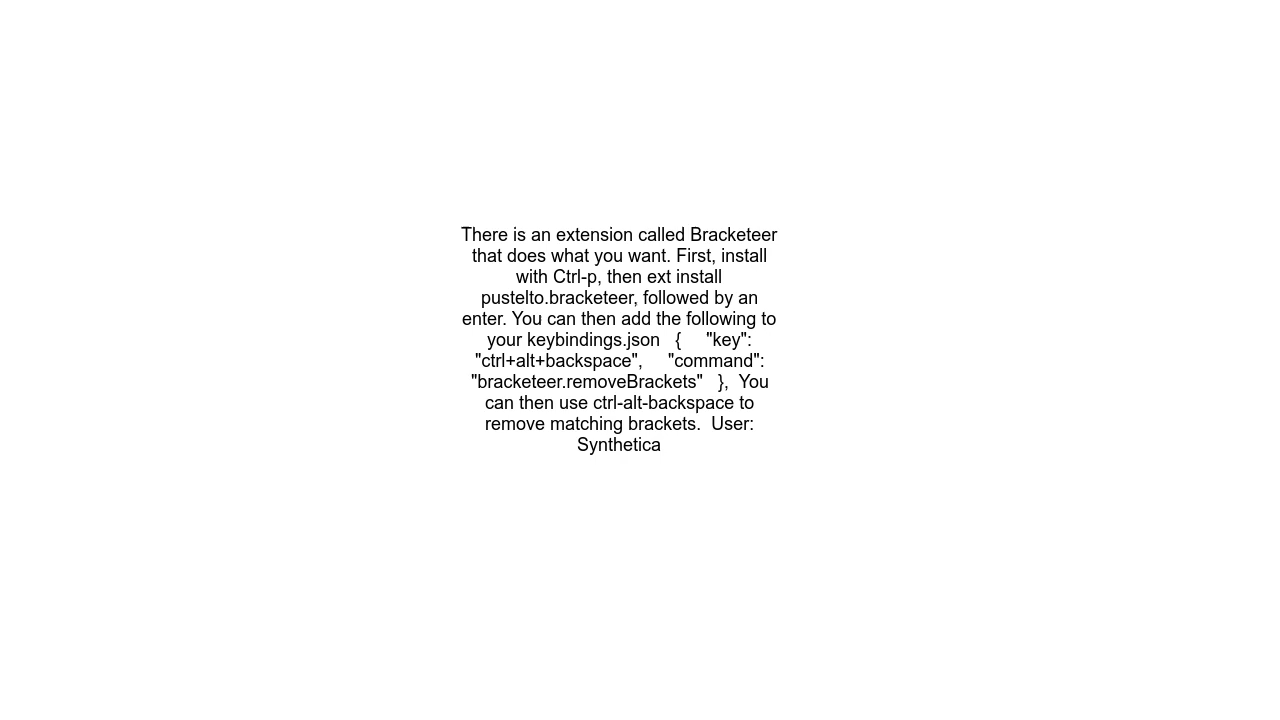 There is an extension called Bracketeer
that does what you want. First, install
with Ctrl-p, then ext install
pustelto.bracketeer, followed by an
enter. You can then add the following to
your keybindings.json   {     "key":
"ctrl+alt+backspace",     "command":
"bracketeer.removeBrackets"   },  You
can then use ctrl-alt-backspace to
remove matching brackets.  User:
Synthetica